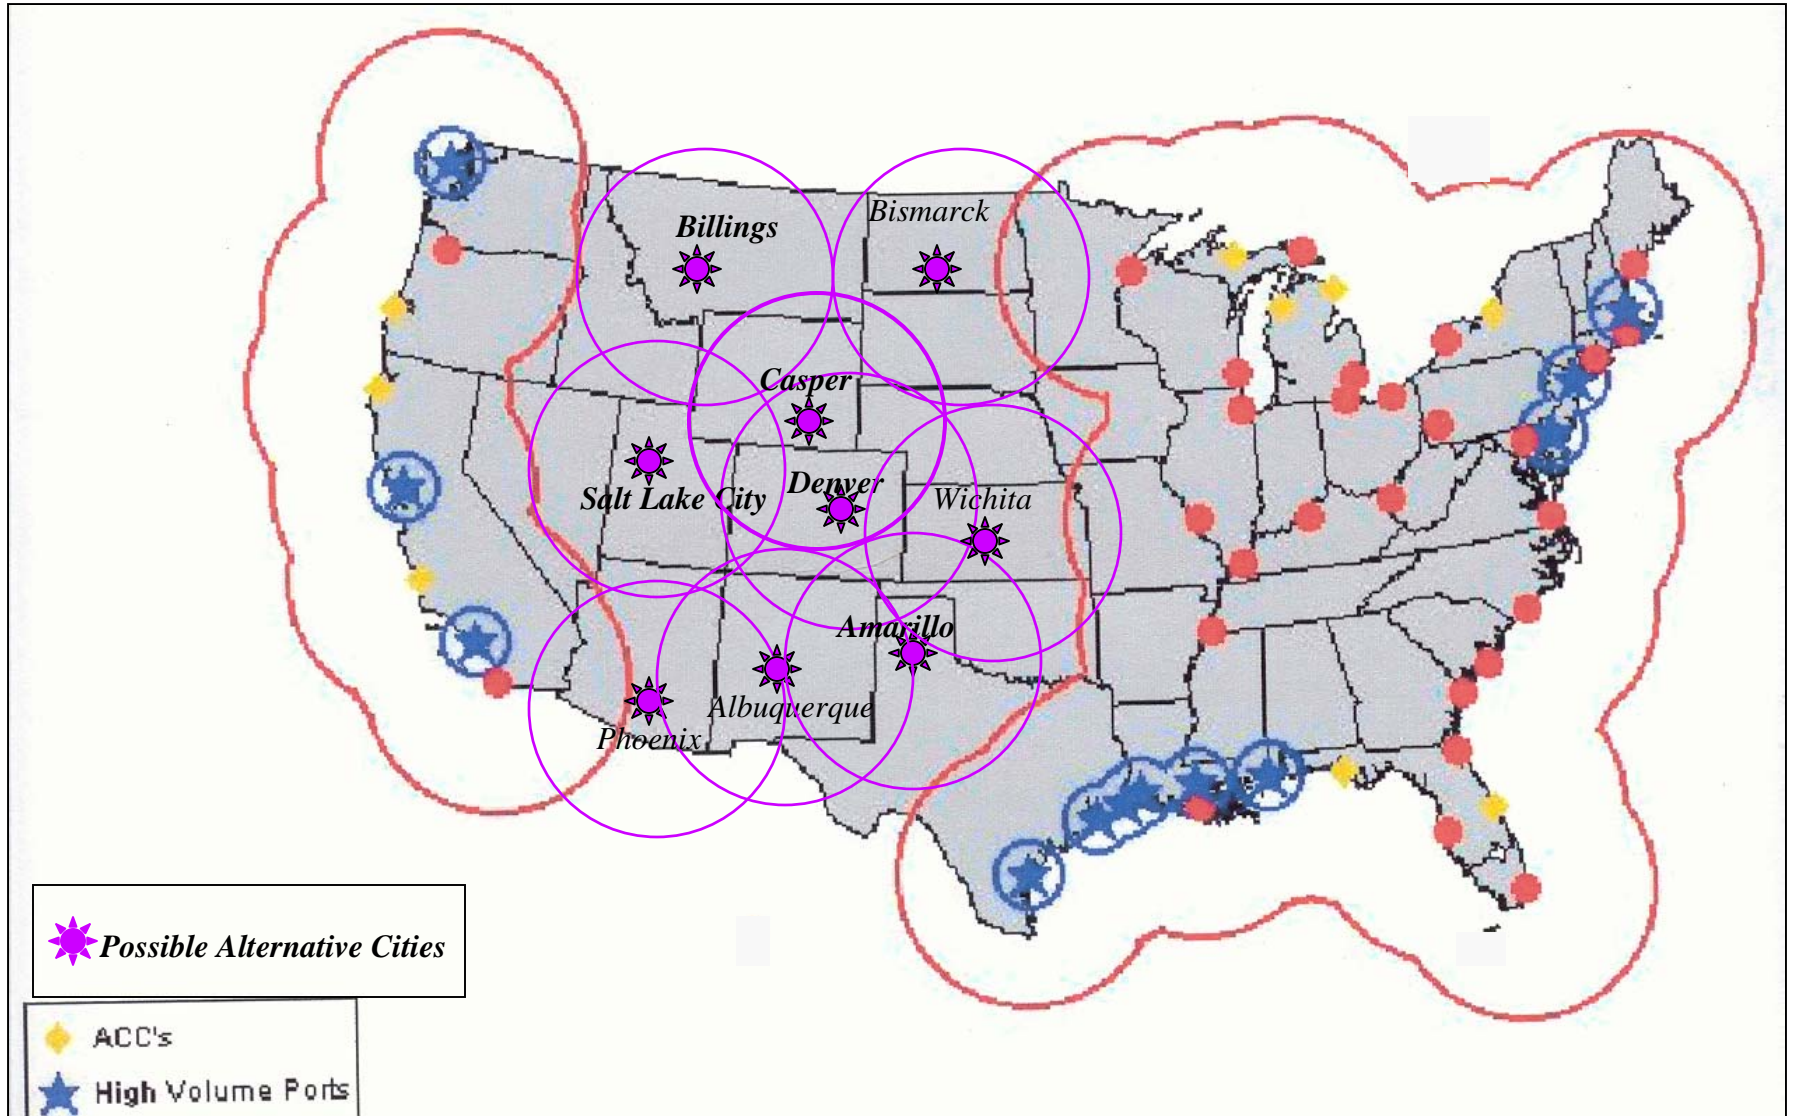 Billings
Bismarck
Casper
Denver
Salt Lake City
Wichita
Amarillo
Albuquerque
Phoenix
Possible Alternative Cities
ACC's
High Volume Ports